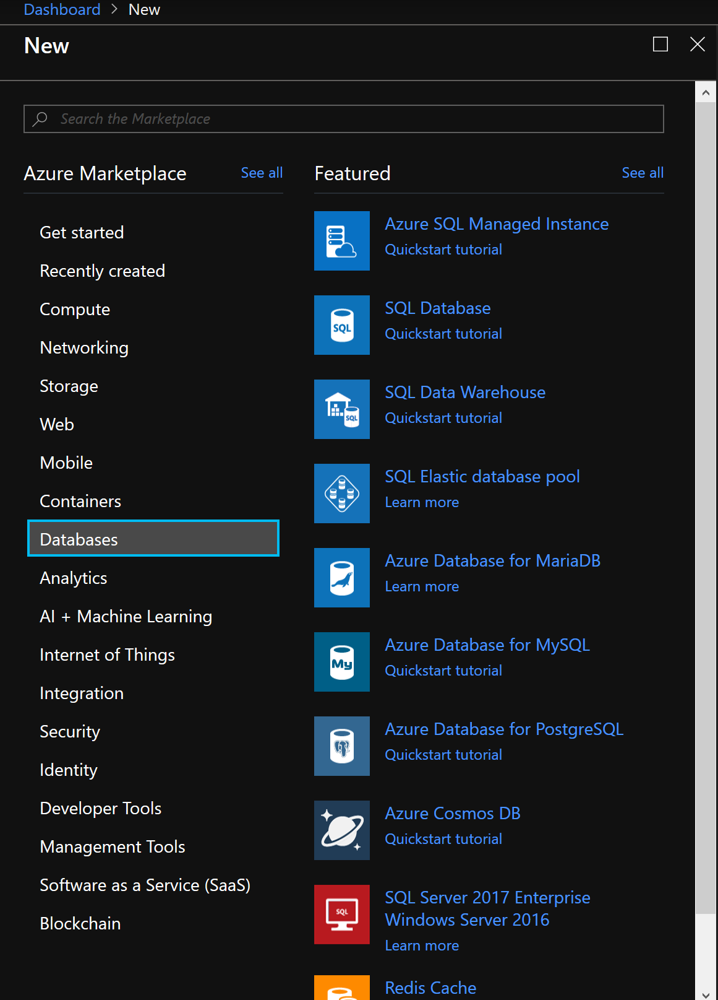 Dashboard > New
New
Search the Marketplace
Azure Marketplace
See all
Get started
Recently created
Compute
Networking
Storage
Web
Mobile
Containers
Databases
Analytics
AI + Machine Learning
Internet of Things
Integration
Security
Identity
Developer Tools
Management Tools
Software as a Service (SaaS)
Blockchain
Featured
See all
Azure SQL Managed Instance
Quickstart tutorial
SQL
SQL Database
Quickstart tutorial
SQL
SQL Data Warehouse
Quickstart tutorial
SQL Elastic database pool
Learn more
Azure Database for MariaDB
Learn more
My
Azure Database for MySQL
Quickstart tutorial
Azure Database for PostgreSQL
Quickstart tutorial
Azure Cosmos DB
Quickstart tutorial
SQL
SQL Server 2017 Enterprise
Windows Server 2016
Learn more
Redis Cache